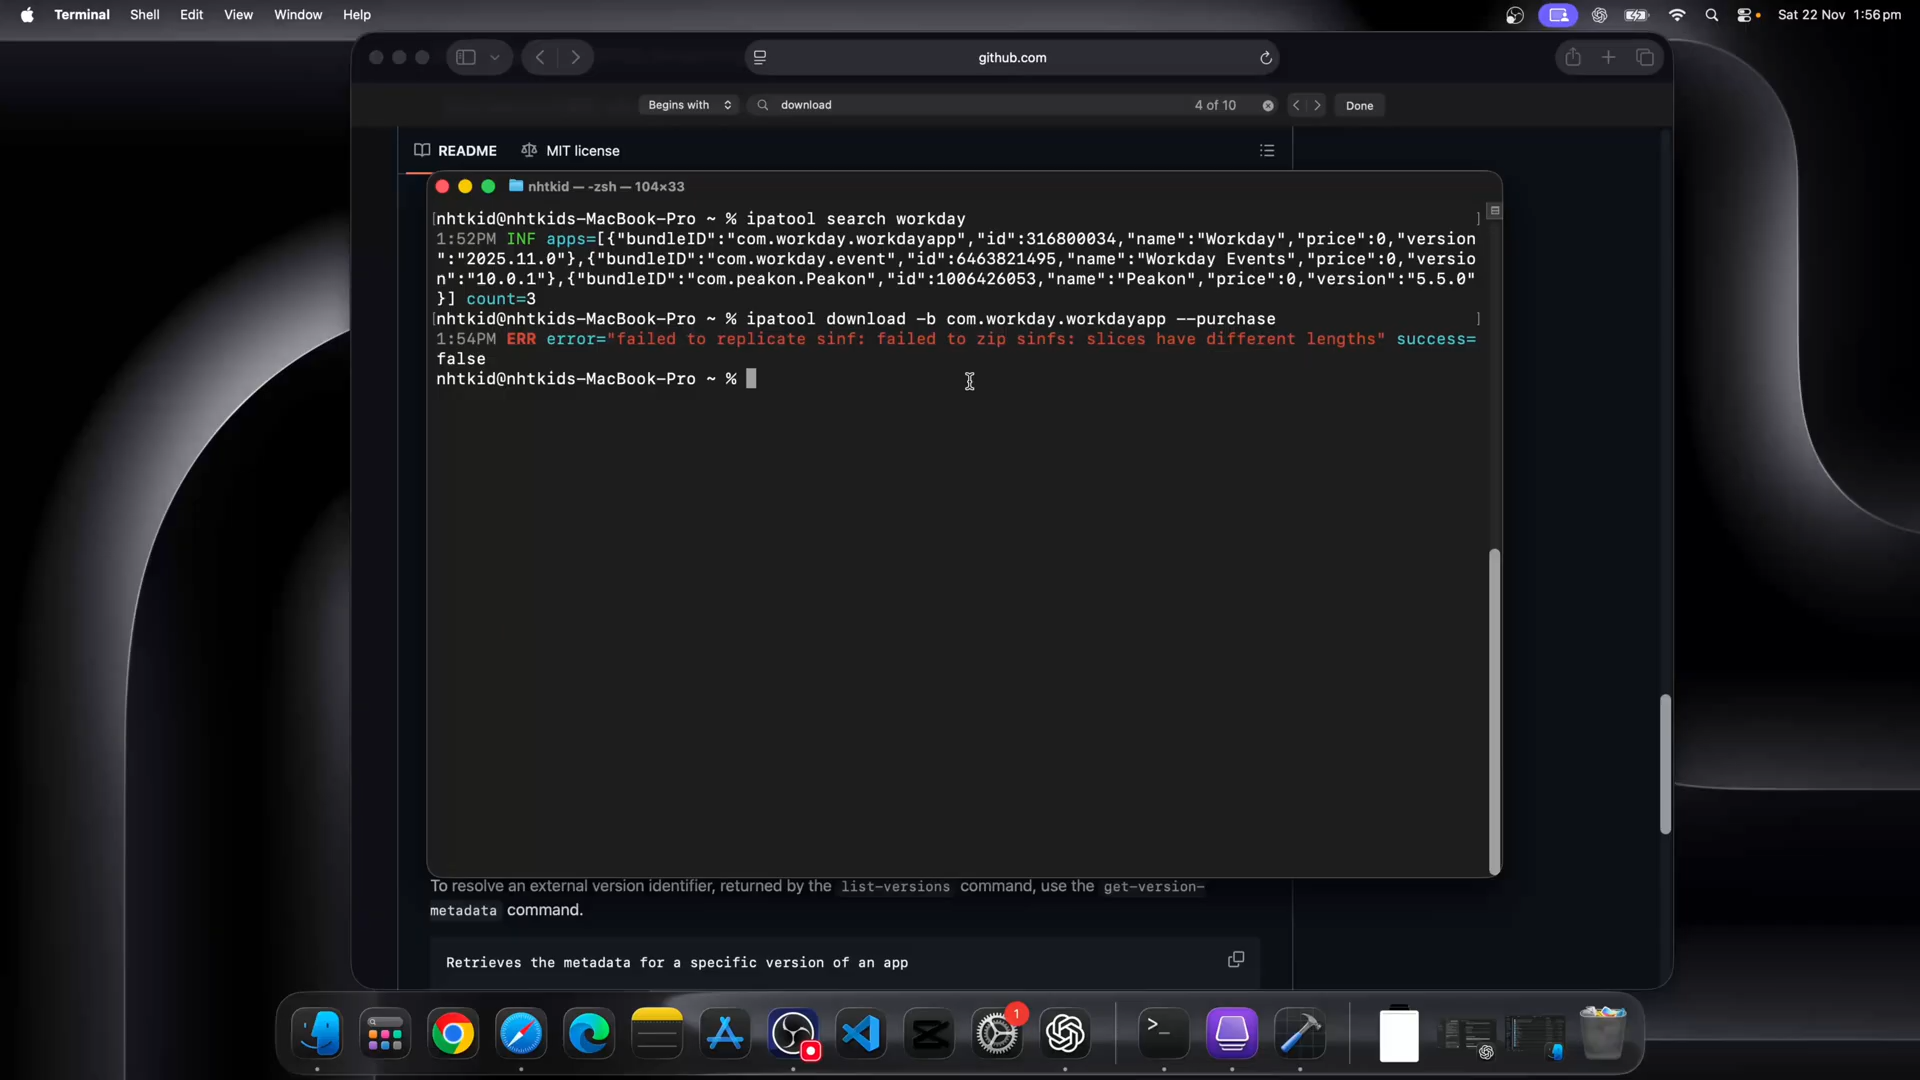 Terminal Shell Edit View Window Help Sat 22 Nov 1:56 pm
github.com
Begins with download 4 of 10 Done
README MIT license
nhtkid — -zsh — 104×33
[nhtkid@nhtkids-MacBook-Pro ~ % ipatool search workday ]
1:52PM INF apps=[{"bundleID":"com.workday.workdayapp","id":316800034,"name":"Workday","price":0,"version
":"2025.11.0"},{"bundleID":"com.workday.event","id":6463821495,"name":"Workday Events","price":0,"versio
n":"10.0.1"},{"bundleID":"com.peakon.Peakon","id":1006426053,"name":"Peakon","price":0,"version":"5.5.0"
}] count=3
[nhtkid@nhtkids-MacBook-Pro ~ % ipatool download -b com.workday.workdayapp --purchase ]
1:54PM ERR error="failed to replicate sinf: failed to zip sinfs: slices have different lengths" success=
false
nhtkid@nhtkids-MacBook-Pro ~ %
To resolve an external version identifier, returned by the list-versions command, use the get-version-
metadata command.
Retrieves the metadata for a specific version of an app
1